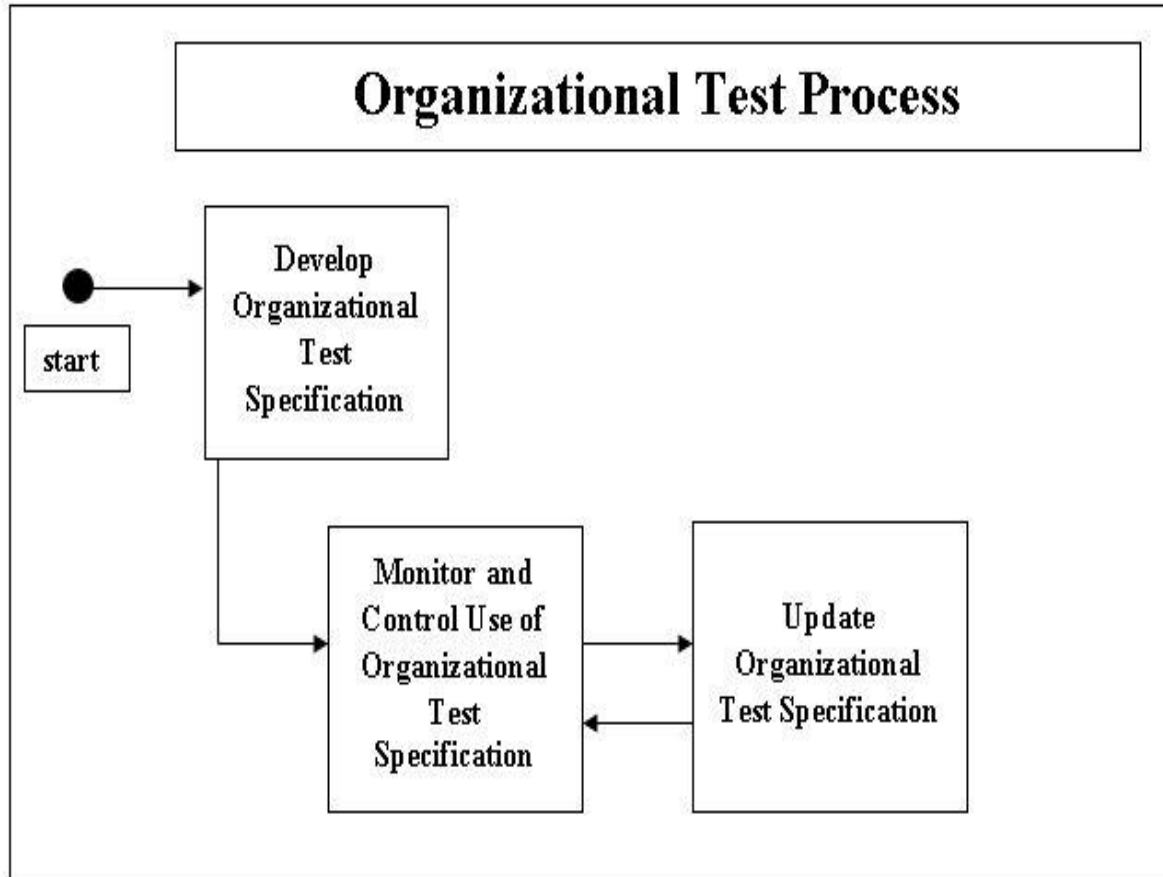 Organizational Test Process
Develop
Organizational
Test
Specification
start
Monitor and
Control Use of
Organizational
Test
Specification
Update
Organizational
Test Specification